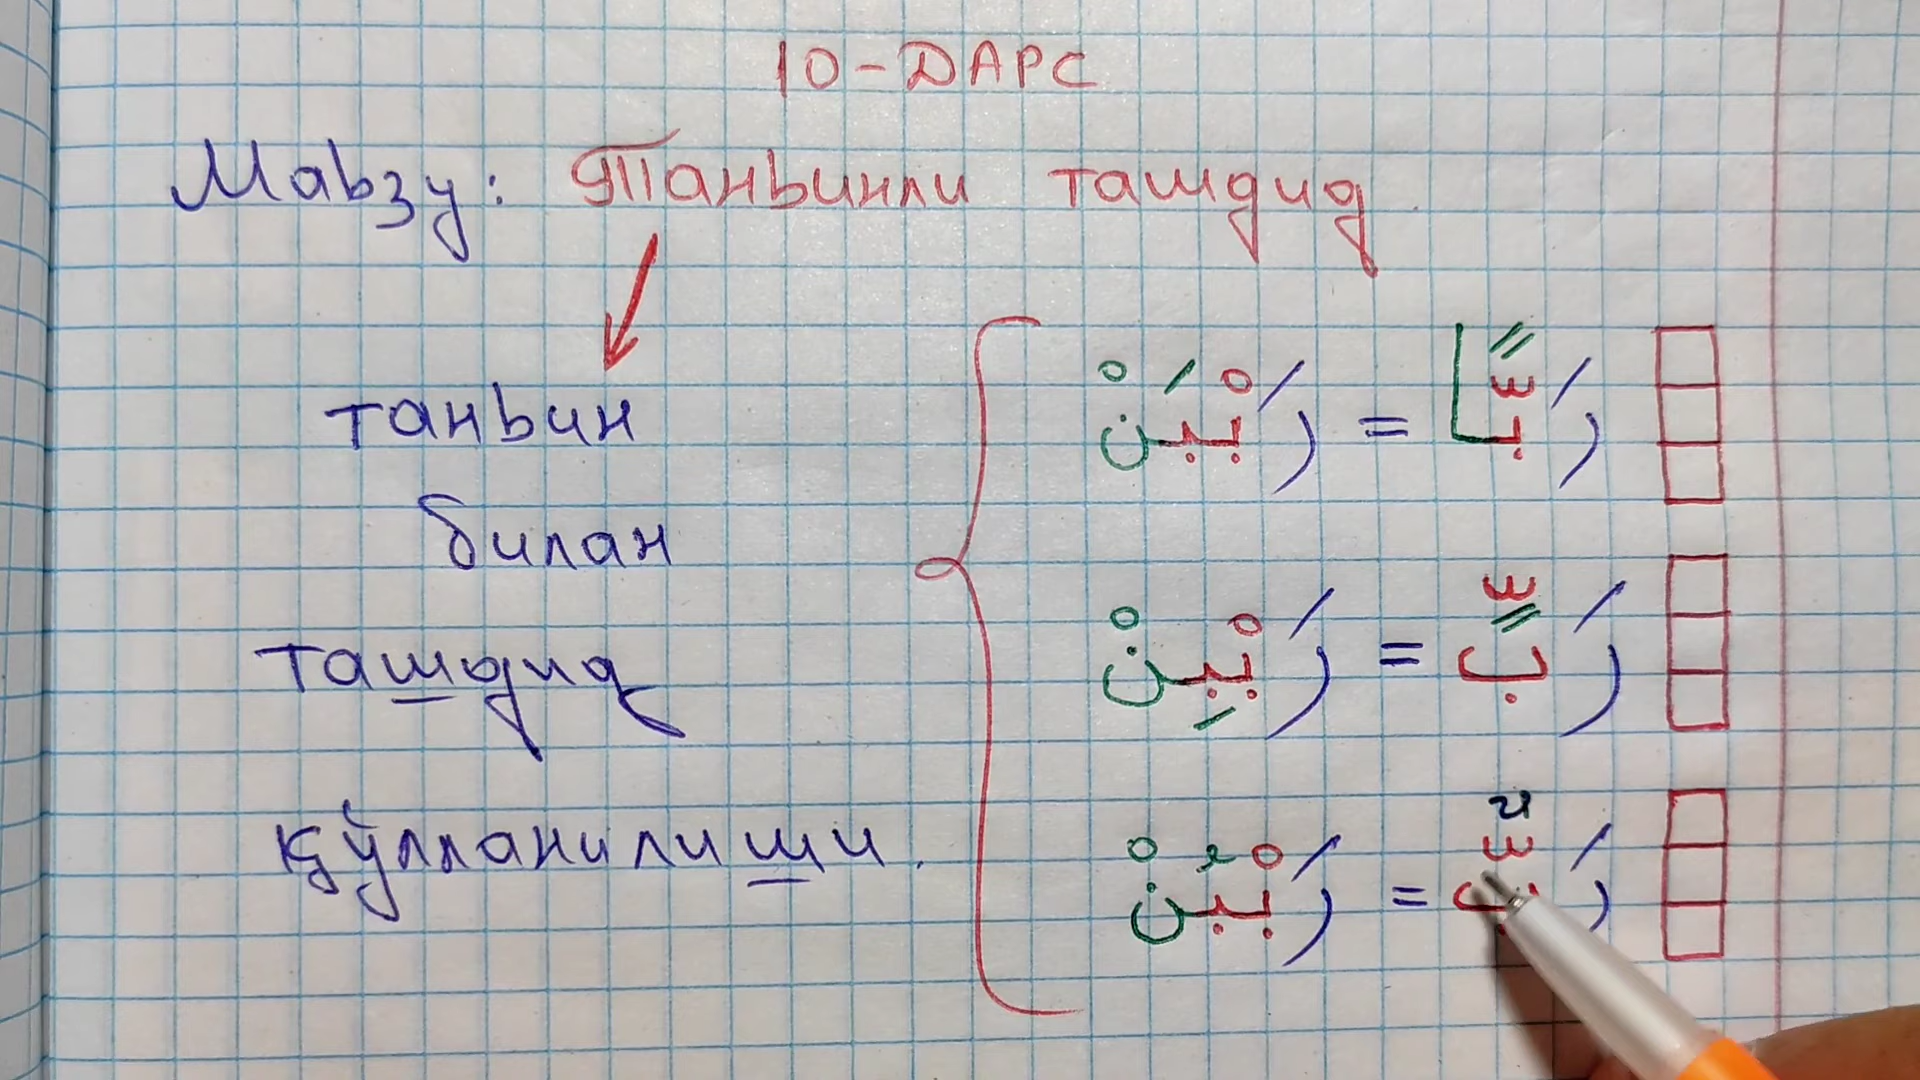 10-ДАРС
Мавзу: Танвинли ташдид
танвин
билан
ташдид
қўлланилиши.
رَبْبَنْ = رَبًّا
رَبْبِنْ = رَبٍّ
رَبْبُنْ = رَبٌّ